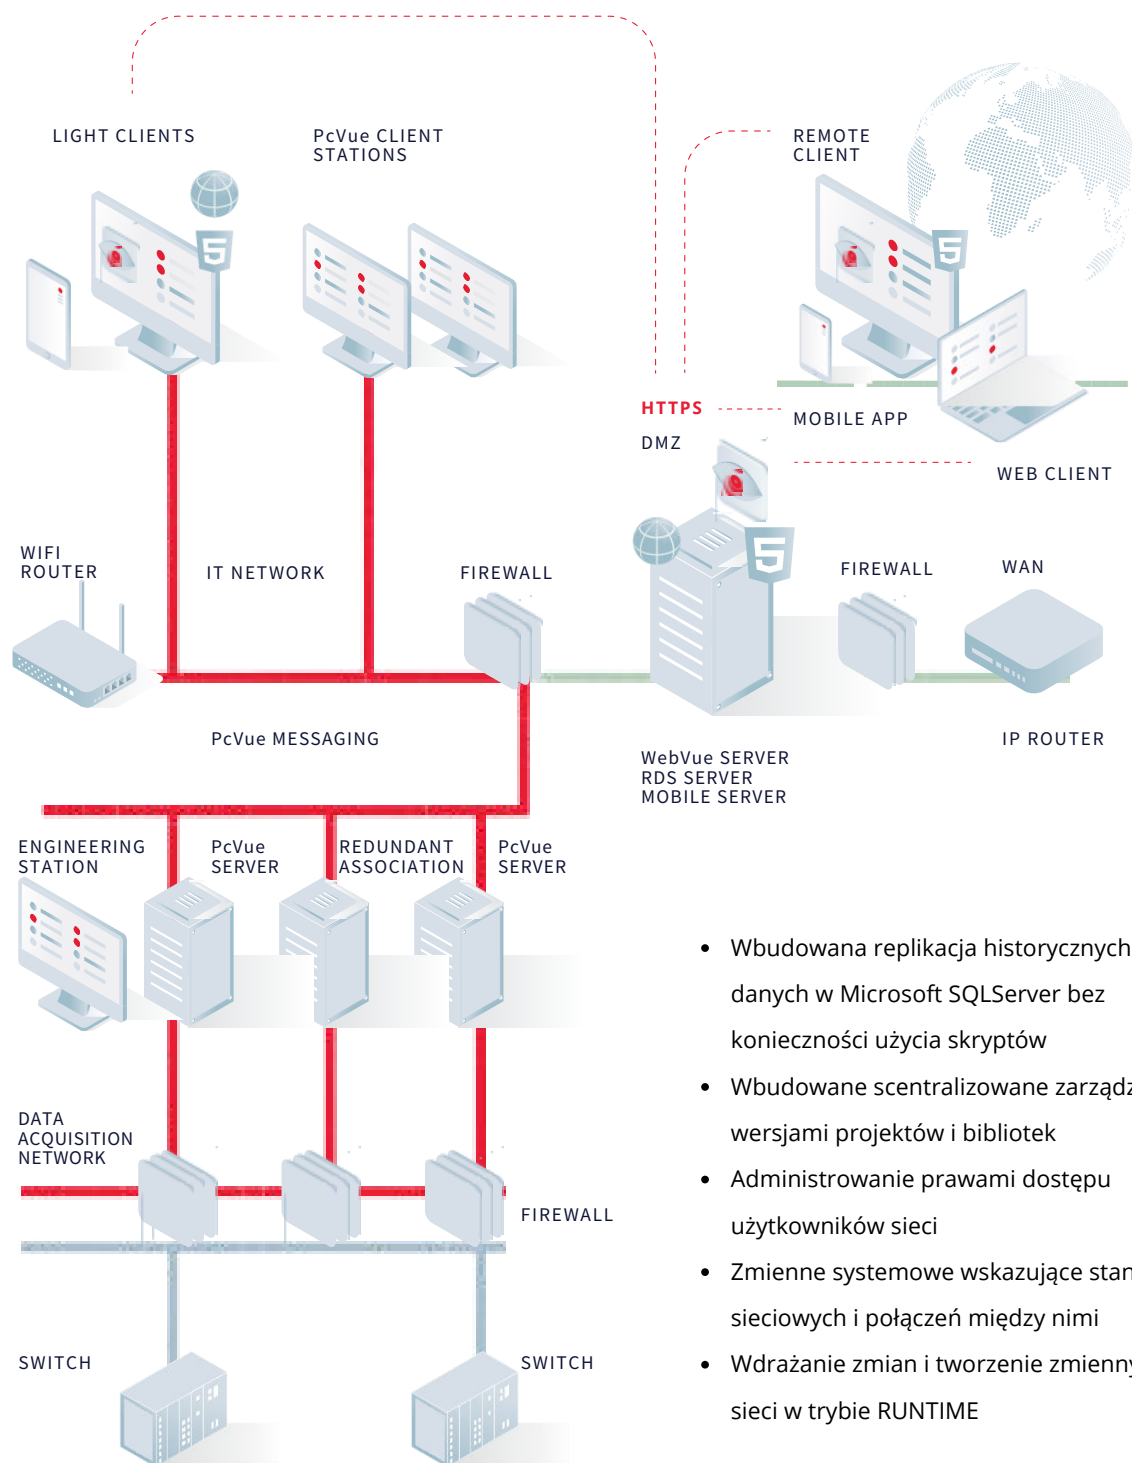 LIGHT CLIENTS
PcVue CLIENT
STATIONS
REMOTE
CLIENT
HTTPS
DMZ
MOBILE APP
WEB CLIENT
WIFI
ROUTER
IT NETWORK
FIREWALL
FIREWALL
WAN
PcVue MESSAGING
WebVue SERVER
RDS SERVER
MOBILE SERVER
IP ROUTER
ENGINEERING
STATION
PcVue
SERVER
REDUNDANT
ASSOCIATION
PcVue
SERVER
DATA
ACQUISITION
NETWORK
FIREWALL
SWITCH
SWITCH
• Wbudowana replikacja historycznych
danych w Microsoft SQLServer bez
konieczności użycia skryptów
• Wbudowane scentralizowane
wersjami projektów i bibliotek
• Administrowanie prawami dostępu
użytkowników sieci
• Zmienne systemowe wskazujące stan
sieciowych i połączeń między nimi
• Wdrażanie zmian i tworzenie
sieci w trybie RUNTIME